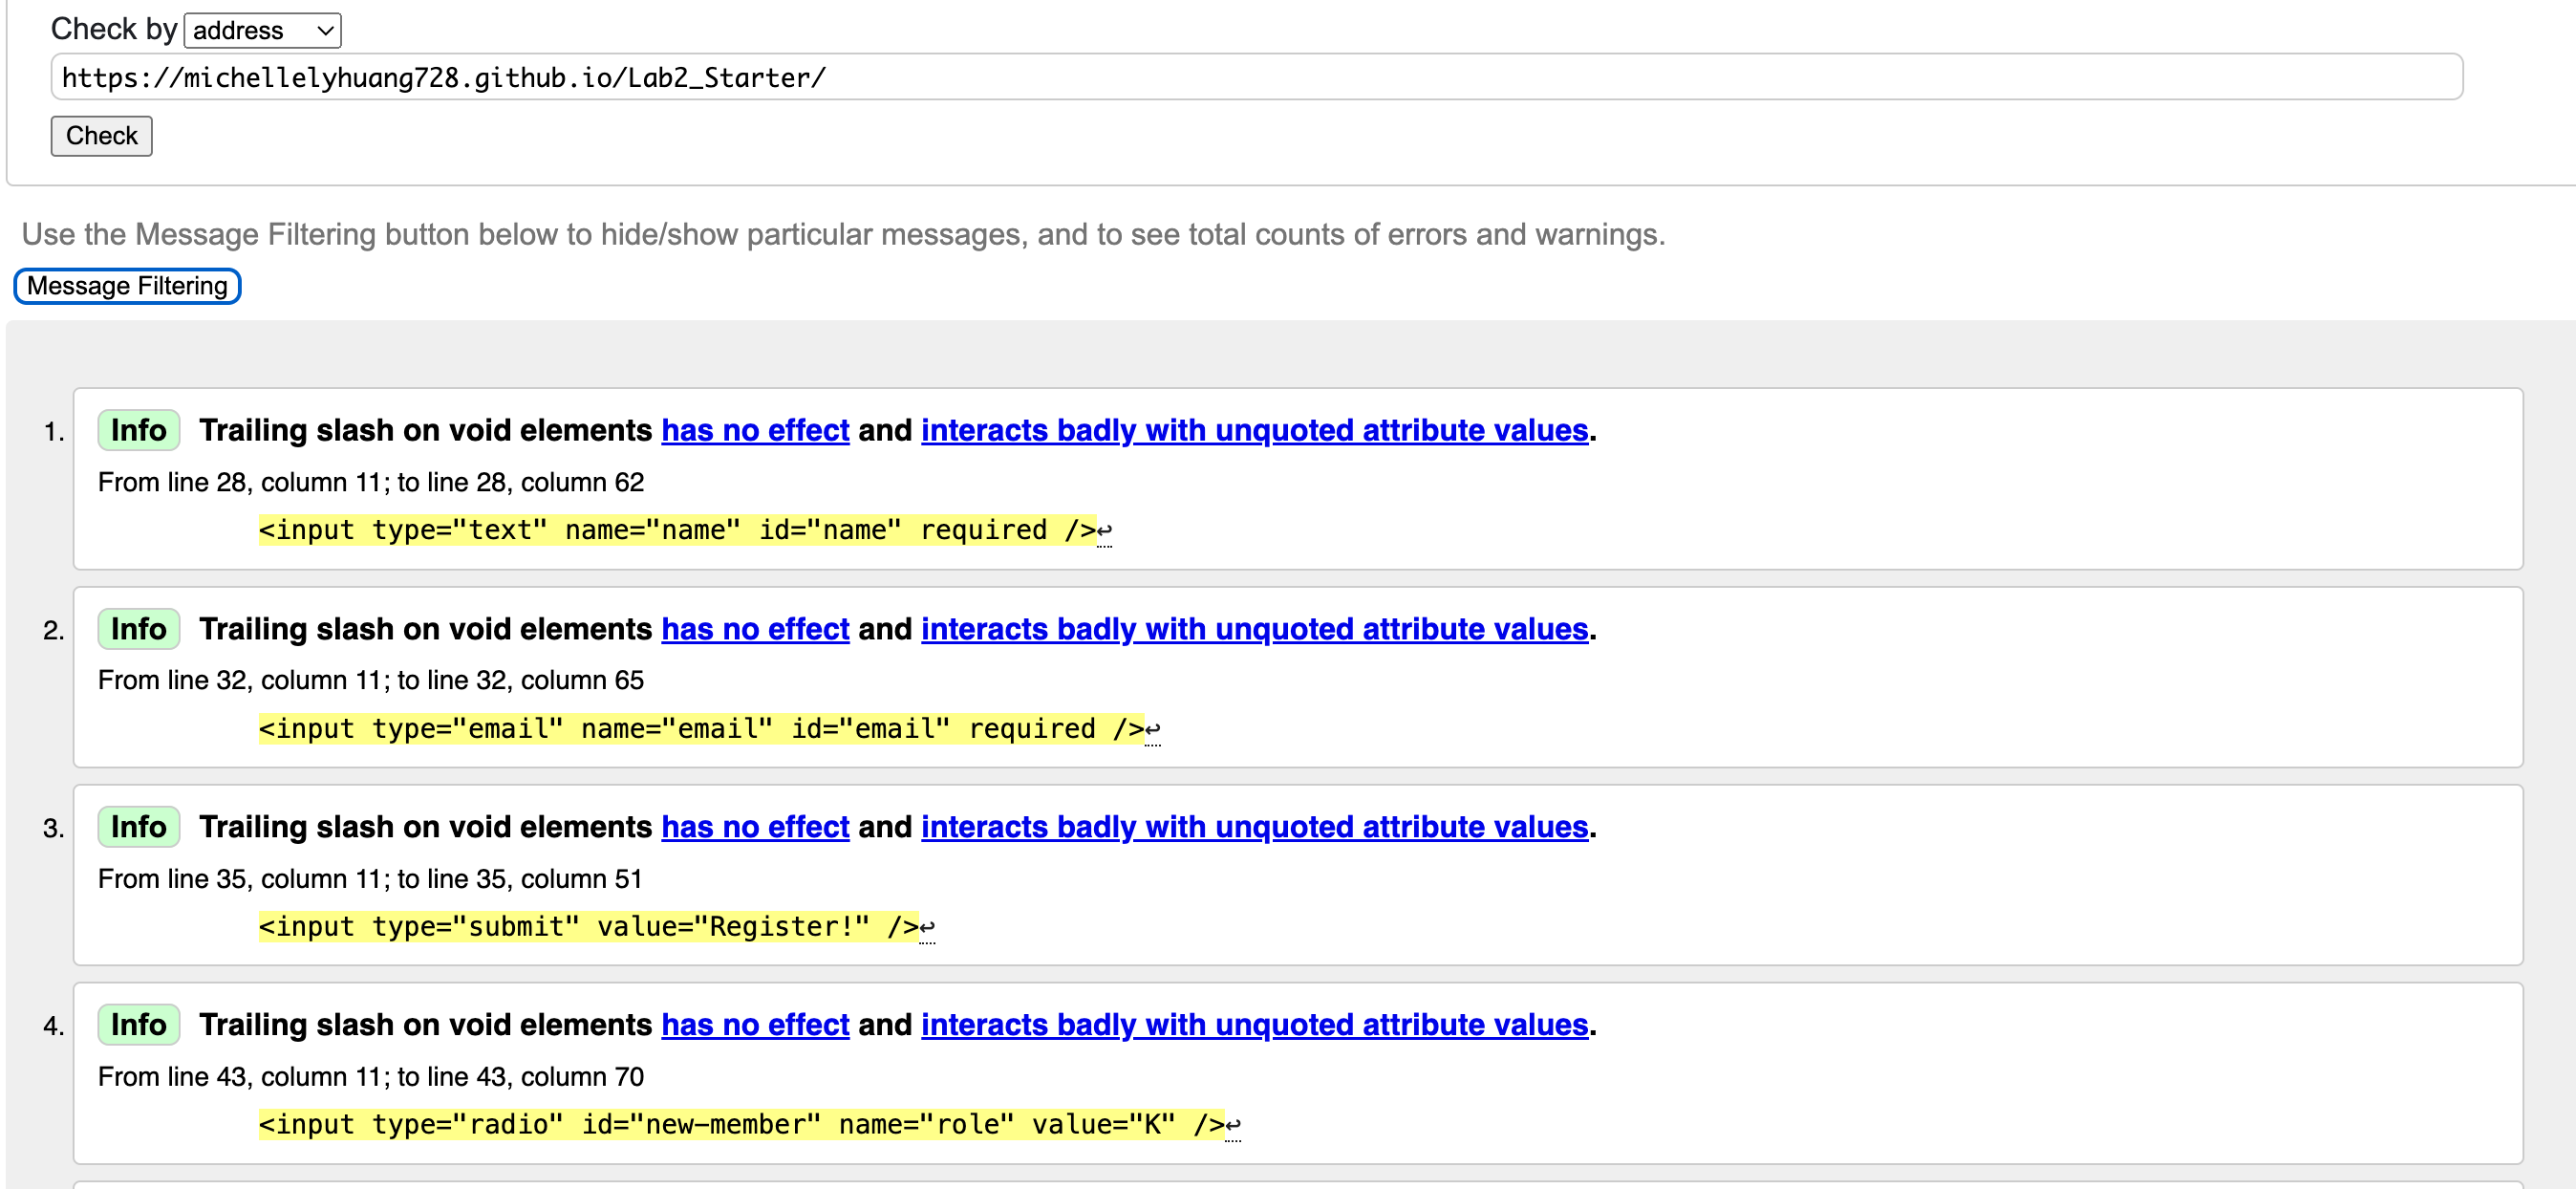 Check by address
https://michellelyhuang728.github.io/Lab2_Starter/
Check
Use the Message Filtering button below to hide/show particular messages, and to see total counts of errors and warnings.
Message Filtering
1. Info Trailing slash on void elements has no effect and interacts badly with unquoted attribute values.
From line 28, column 11; to line 28, column 62
<input type="text" name="name" id="name" required />↩
2. Info Trailing slash on void elements has no effect and interacts badly with unquoted attribute values.
From line 32, column 11; to line 32, column 65
<input type="email" name="email" id="email" required />↩
3. Info Trailing slash on void elements has no effect and interacts badly with unquoted attribute values.
From line 35, column 11; to line 35, column 51
<input type="submit" value="Register!" />↩
4. Info Trailing slash on void elements has no effect and interacts badly with unquoted attribute values.
From line 43, column 11; to line 43, column 70
<input type="radio" id="new-member" name="role" value="K" />↩